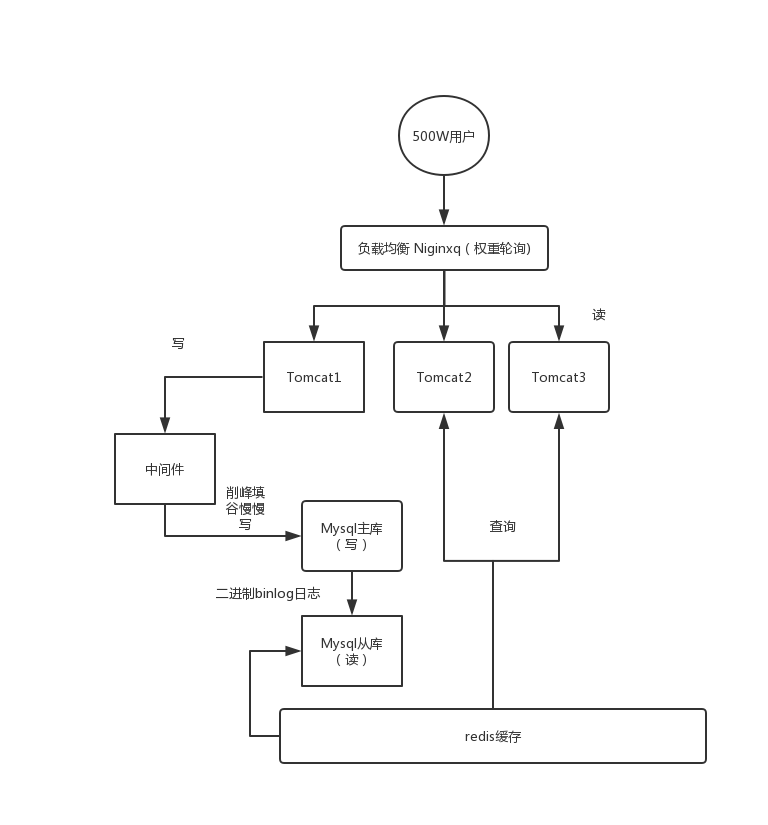 500W用户
负载均衡 Niginxq（权重轮询)
读
写
Tomcat1
Tomcat2
Tomcat3
中间件
削峰填
谷慢慢
写
Mysql主库
（写）
查询
二进制binlog日志
Mysql从库
（读）
redis缓存